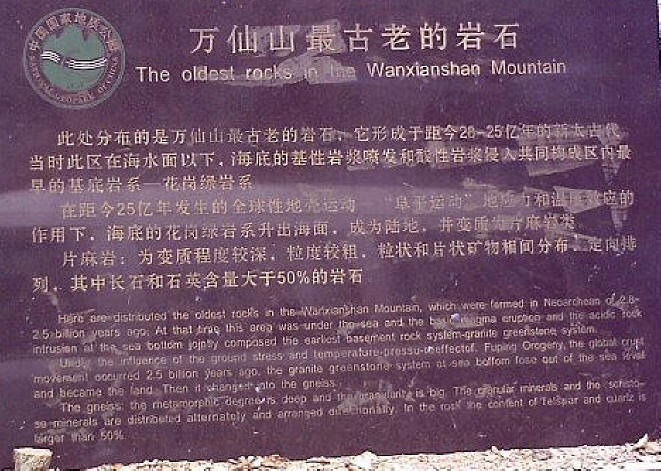 中国国家地质公园
NATIONAL GEOPARK OF CHINA
万仙山最古老的岩石
The oldest rocks in the Wanxianshan Mountain
此处分布的是万仙山最古老的岩石，它形成于距今28-25亿年的新太古代
当时此区在海水面以下，海底的基性岩浆喷发和酸性岩浆侵入共同构成区内最
早的基底岩系—花岗绿岩系
在距今25亿年发生的全球性地壳运动 “阜平运动”地应力和温压效应的
作用下，海底的花岗绿岩系升出海面，成为陆地，并变质为片麻岩类
片麻岩：为变质程度较深，粒度较粗，粒状和片状矿物相间分布，定向排
列，其中长石和石英含量大于50%的岩石
Here are distributed the oldest rocks in the Wanxianshan Mountain, which were formed in Neoarchean of 2.8-
2.5 billion years ago. At that time this area was under the sea and the basic magma eruption and the acidic rock
intrusion at the sea bottom jointly composed the earliest basement rock system-granite greenstone system.
Under the influence of the ground stress and temperature-pressu-reeffectof. Fuping Orogeny, the global crust
movement occurred 2.5 billion years ago, the granite greenstone system at sea boftom fose out of the sea level
and became the land. Then it changed into the gneiss.
The gneiss: the metamorphic degree is deep and the granularity is big. The granular minerals and the schisto-
se minerals are distributed alternately and arranged directionally. In the rock the content of felspar and quartz is
larger than 50%.